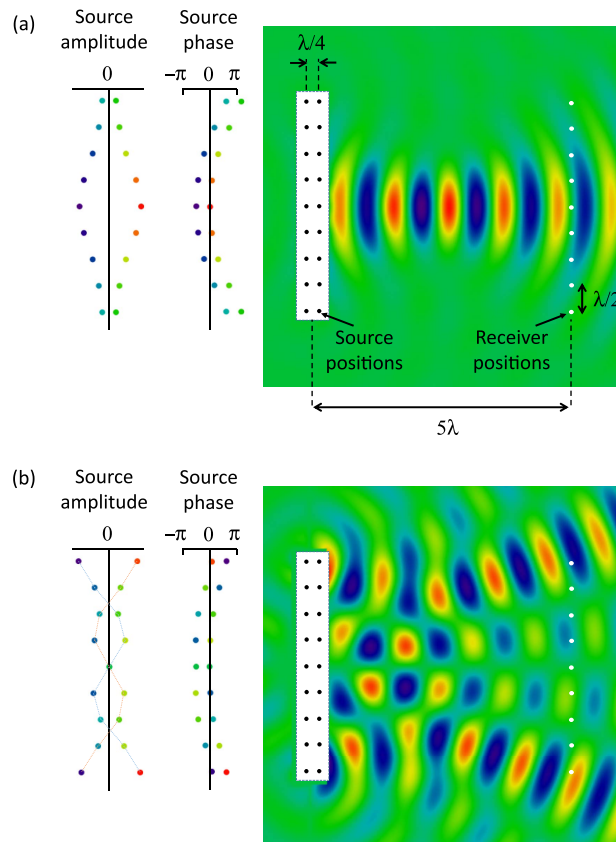 (a)
Source
amplitude
0
Source
phase
−π 0 π
λ/4
λ/2
Source
positions
Receiver
positions
5λ
(b)
Source
amplitude
0
Source
phase
−π 0 π